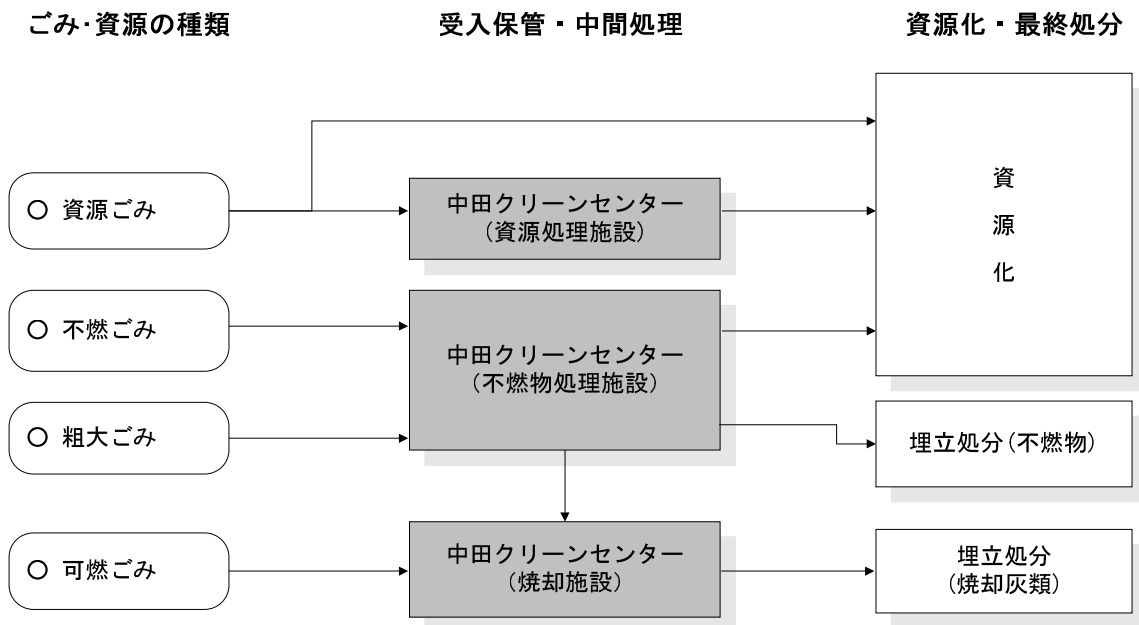 ごみ･資源の種類
受入保管・中間処理
資源化・最終処分
資
源
化
○ 資源ごみ
中田クリーンセンター
(資源処理施設)
○ 不燃ごみ
中田クリーンセンター
(不燃物処理施設)
○ 粗大ごみ
埋立処分(不燃物)
○ 可燃ごみ
中田クリーンセンター
(焼却施設)
埋立処分
(焼却灰類)